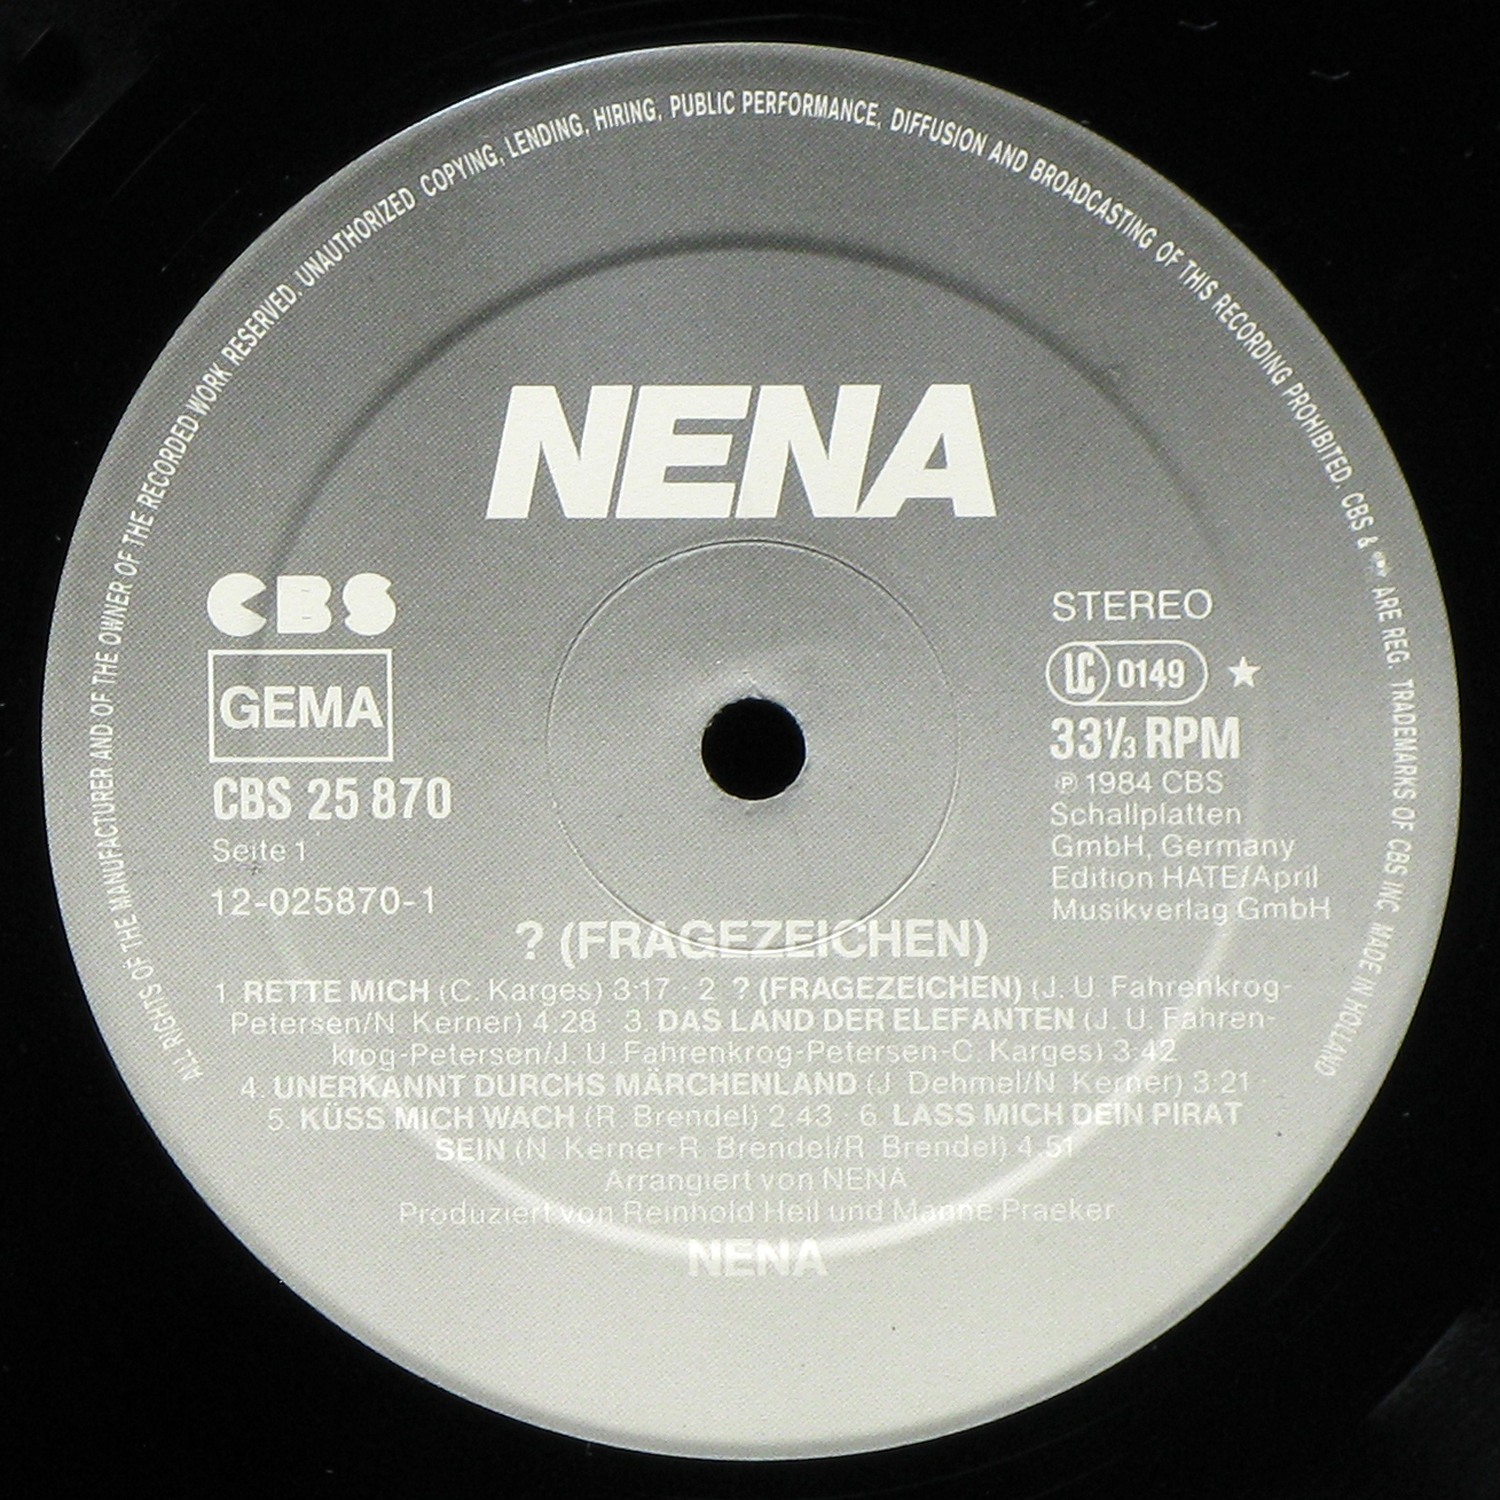 ALL RIGHTS OF THE MANUFACTURER AND OF THE OWNER OF THE RECORDED WORK RESERVED. UNAUTHORIZED COPYING, LENDING, HIRING, PUBLIC PERFORMANCE, DIFFUSION AND BROADCASTING OF THIS RECORDING PROHIBITED. CBS & ARE REG. TRADEMARKS OF CBS INC. MADE IN HOLLAND
NENA
CBS
GEMA
CBS 25 870
Seite 1
12-025870-1
STEREO
LC 0149 ★
33⅓ RPM
℗ 1984 CBS
Schallplatten
GmbH, Germany
Edition HATE/April
Musikverlag GmbH
? (FRAGEZEICHEN)
1 RETTE MICH (C. Karges) 3:17 · 2 ? (FRAGEZEICHEN) (J. U. Fahrenkrog-
Petersen/N. Kerner) 4:28 · 3. DAS LAND DER ELEFANTEN (J. U. Fahren-
krog-Petersen/J. U. Fahrenkrog-Petersen-C. Karges) 3:42
4. UNERKANNT DURCHS MÄRCHENLAND (J. Dehmel/N. Kerner) 3:21
5. KÜSS MICH WACH (R. Brendel) 2:43 · 6. LASS MICH DEIN PIRAT
SEIN (N. Kerner-R. Brendel/R. Brendel) 4:51
Arrangiert von NENA
Produziert von Reinhold Heil und Manne Praeker
NENA